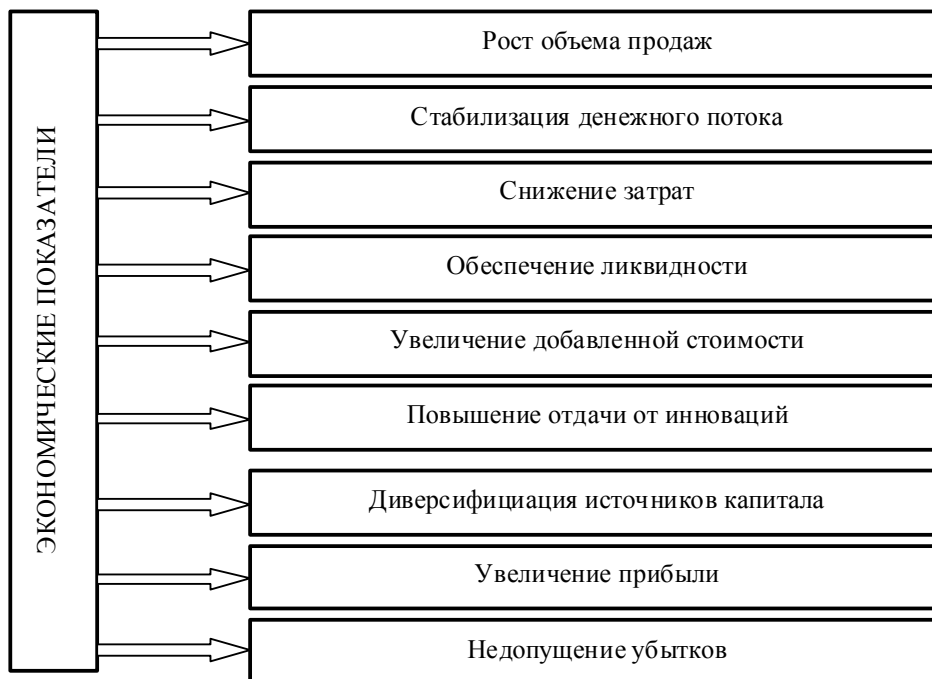 ЭКОНОМИЧЕСКИЕ ПОКАЗАТЕЛИ
Рост объема продаж
Стабилизация денежного потока
Снижение затрат
Обеспечение ликвидности
Увеличение добавленной стоимости
Повышение отдачи от инноваций
Диверсифициация источников капитала
Увеличение прибыли
Недопущение убытков